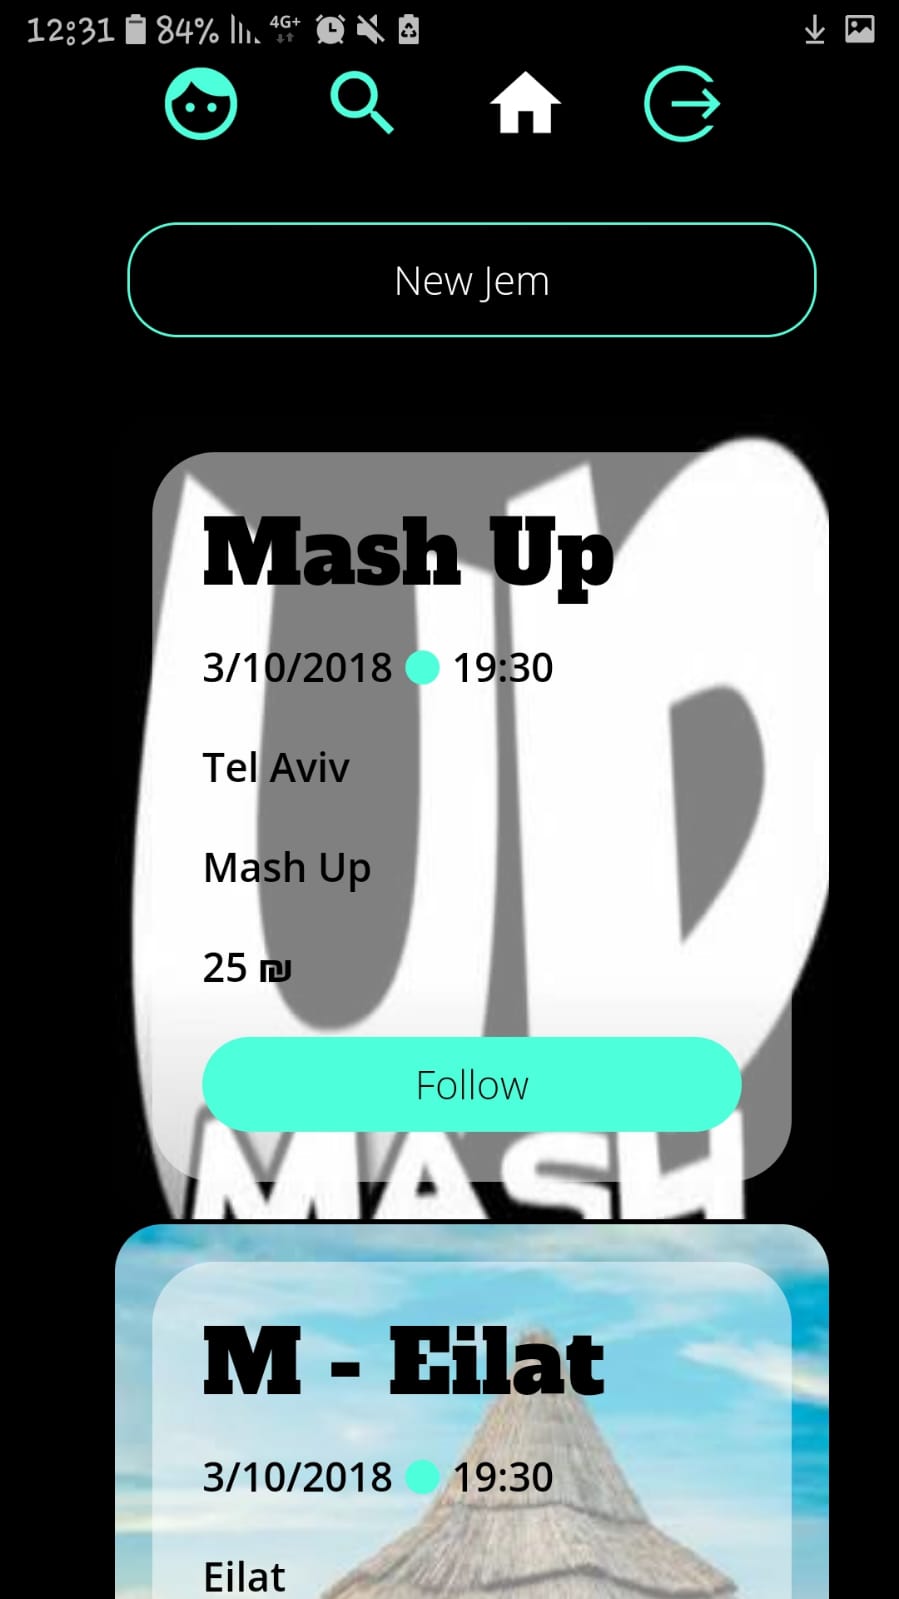 12:31 84% 4G+
New Jem
UP
Mash Up
3/10/2018 19:30
Tel Aviv
Mash Up
25 ₪
Follow
MASH
M - Eilat
3/10/2018 19:30
Eilat